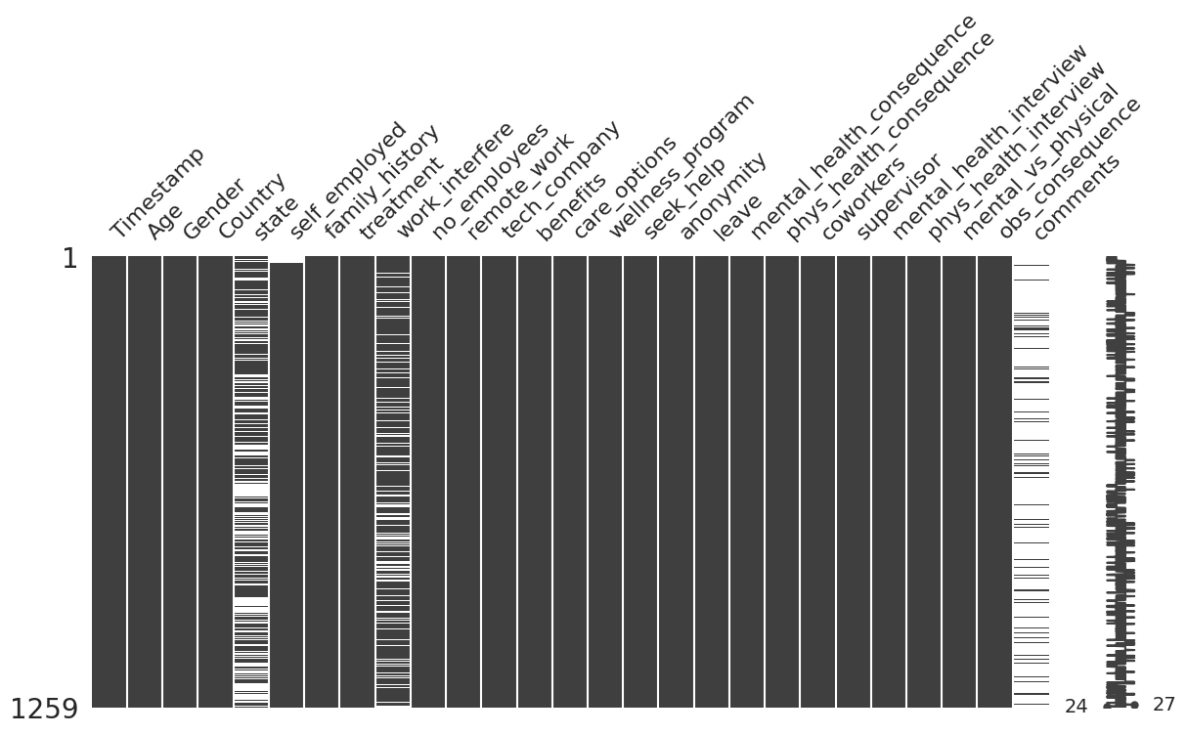 Timestamp
Age
Gender
Country
state
self_employed
family_history
treatment
work_interfere
no_employees
remote_work
tech_company
benefits
care_options
wellness_program
seek_help
anonymity
leave
mental_health_consequence
phys_health_consequence
coworkers
supervisor
mental_health_interview
phys_health_interview
mental_vs_physical
obs_consequence
comments
1
1259
24
27